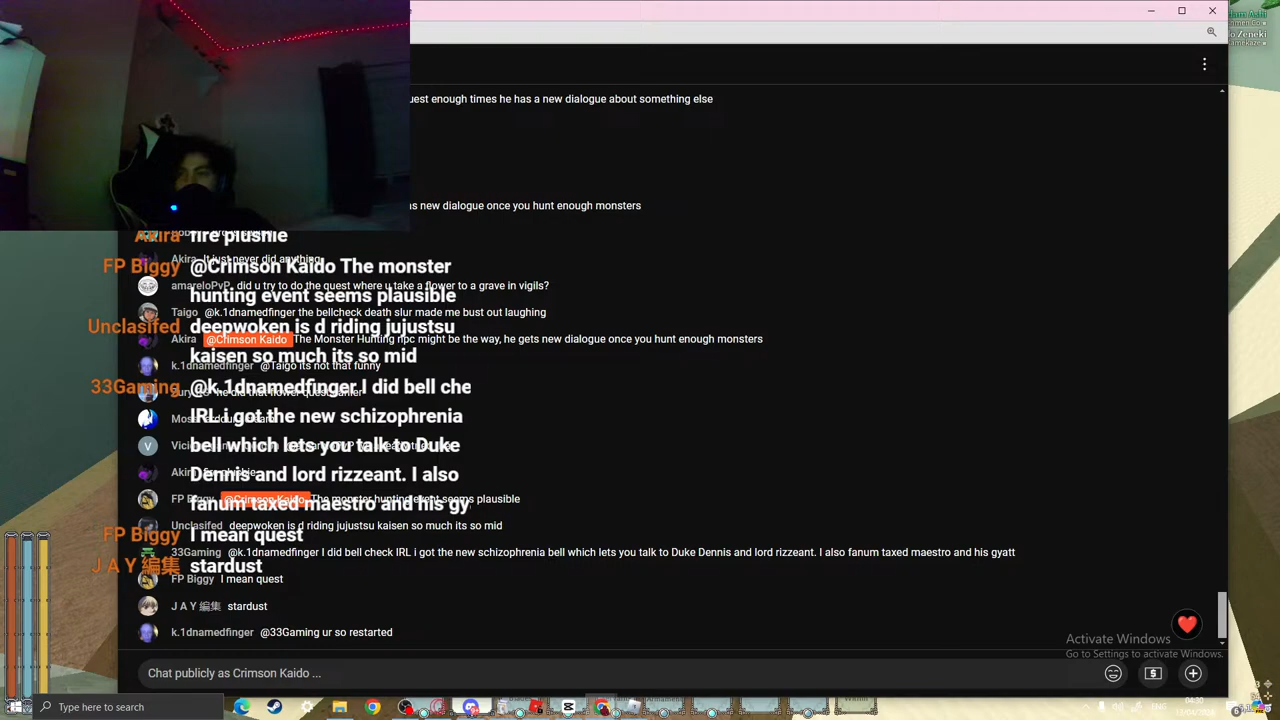 uest enough times he has a new dialogue about something else
as new dialogue once you hunt enough monsters
Akira fire plushie
Akira It just never did anything
FP Biggy @Crimson Kaido The monster
hunting event seems plausible
amareloPvP did u try to do the quest where u take a flower to a grave in vigils?
Taigo @k.1dnamedfinger the bellcheck death slur made me bust out laughing
Unclasifed deepwoken is d riding jujustsu
kaisen so much its so mid
Akira @Crimson Kaido The Monster Hunting npc might be the way, he gets new dialogue once you hunt enough monsters
k.1dnamedfinger @Taigo its not that funny
33Gaming @k.1dnamedfinger I did bell che
IRL i got the new schizophrenia
bell which lets you talk to Duke
Dennis and lord rizzeant. I also
fanum taxed maestro and his gy
FP Biggy @Crimson Kaido The monster hunting event seems plausible
Unclasifed deepwoken is d riding jujustsu kaisen so much its so mid
FP Biggy I mean quest
33Gaming @k.1dnamedfinger I did bell check IRL i got the new schizophrenia bell which lets you talk to Duke Dennis and lord rizzeant. I also fanum taxed maestro and his gyatt
J A Y 編集 stardust
FP Biggy I mean quest
J A Y 編集 stardust
k.1dnamedfinger @33Gaming ur so restarted
Activate Windows
Go to Settings to activate Windows.
Chat publicly as Crimson Kaido ...
Type here to search
04:30